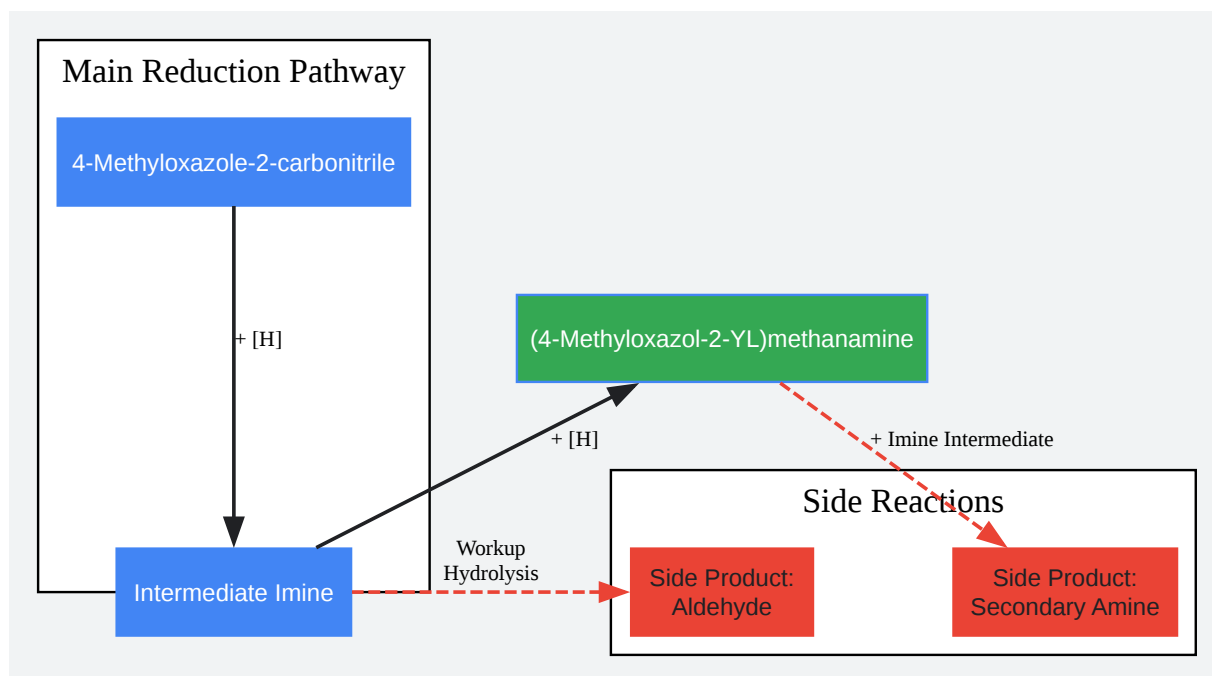 Main Reduction Pathway
4-Methyloxazole-2-carbonitrile
+ [H]
(4-Methyloxazol-2-YL)methanamine
+ [H]
+ Imine Intermediate
Side Reactions
Workup
Hydrolysis
Intermediate Imine
Side Product:
Aldehyde
Side Product:
Secondary Amine